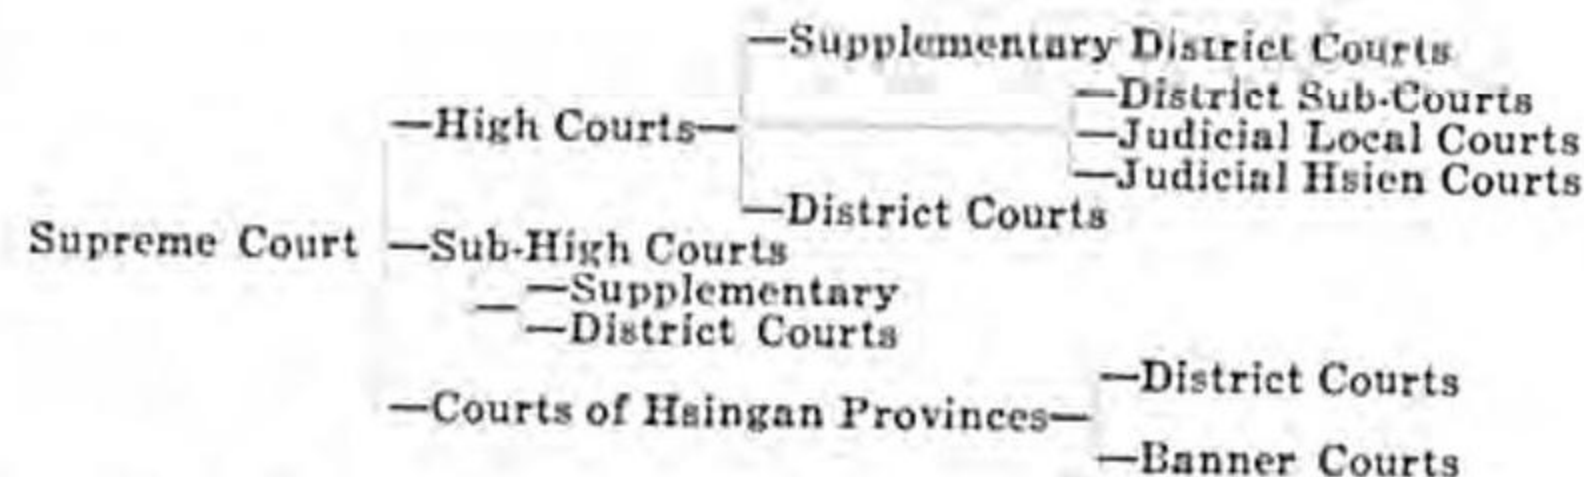 —Supplementary District Courts
—District Sub-Courts
—High Courts—
—Judicial Local Courts
—Judicial Hsien Courts
—District Courts
Supreme Court
—Sub-High Courts
—Supplementary
—District Courts
—District Courts
—Courts of Hsingan Provinces—
—Banner Courts